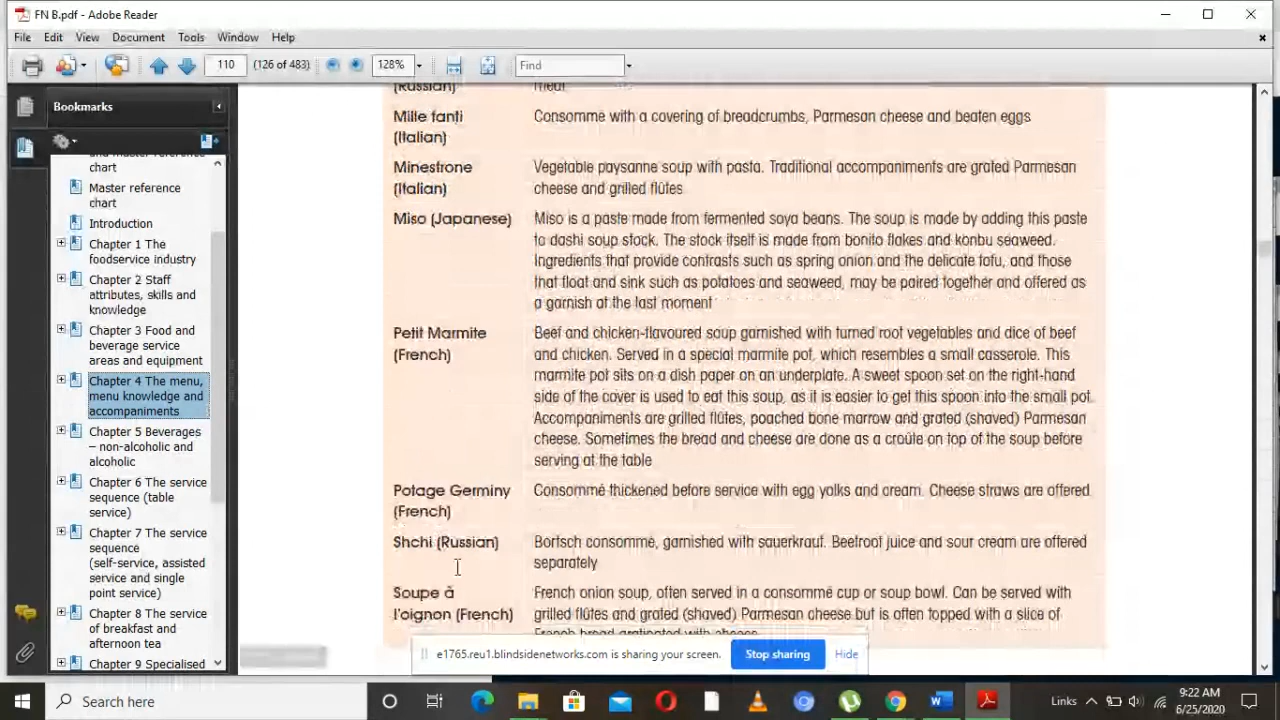 FN B.pdf - Adobe Reader
File Edit View Document Tools Window Help
110 (126 of 483) 128% Find
Bookmarks
and master reference
chart
Master reference
chart
Introduction
Chapter 1 The
foodservice industry
Chapter 2 Staff
attributes, skills and
knowledge
Chapter 3 Food and
beverage service
areas and equipment
Chapter 4 The menu,
menu knowledge and
accompaniments
Chapter 5 Beverages
– non-alcoholic and
alcoholic
Chapter 6 The service
sequence (table
service)
Chapter 7 The service
sequence
(self-service, assisted
service and single
point service)
Chapter 8 The service
of breakfast and
afternoon tea
Chapter 9 Specialised
(Russian) meat
Mille fanti Consommé with a covering of breadcrumbs, Parmesan cheese and beaten eggs
(Italian)
Minestrone Vegetable paysanne soup with pasta. Traditional accompaniments are grated Parmesan
(Italian) cheese and grilled flûtes
Miso (Japanese) Miso is a paste made from fermented soya beans. The soup is made by adding this paste
to dashi soup stock. The stock itself is made from bonito flakes and konbu seaweed.
Ingredients that provide contrasts such as spring onion and the delicate tofu, and those
that float and sink such as potatoes and seaweed, may be paired together and offered as
a garnish at the last moment
Petit Marmite Beef and chicken-flavoured soup garnished with turned root vegetables and dice of beef
(French) and chicken. Served in a special marmite pot, which resembles a small casserole. This
marmite pot sits on a dish paper on an underplate. A sweet spoon set on the right-hand
side of the cover is used to eat this soup, as it is easier to get this spoon into the small pot.
Accompaniments are grilled flûtes, poached bone marrow and grated (shaved) Parmesan
cheese. Sometimes the bread and cheese are done as a croûte on top of the soup before
serving at the table
Potage Germiny Consommé thickened before service with egg yolks and cream. Cheese straws are offered
(French)
Shchi (Russian) Bortsch consommé, garnished with sauerkraut. Beetroot juice and sour cream are offered
separately
Soupe à French onion soup, often served in a consommé cup or soup bowl. Can be served with
l'oignon (French) grilled flûtes and grated (shaved) Parmesan cheese but is often topped with a slice of
French bread gratinated with cheese
e1765.reu1.blindsidenetworks.com is sharing your screen. Stop sharing Hide
Search here Links 9:22 AM
6/25/2020